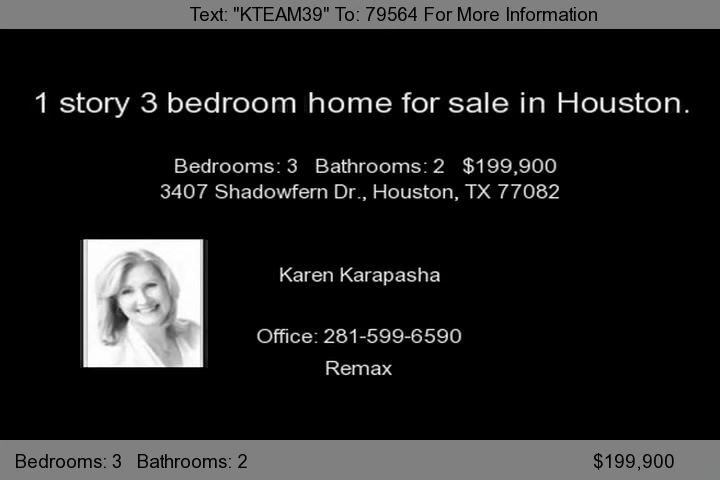 Text: "KTEAM39" To: 79564 For More Information
1 story 3 bedroom home for sale in Houston.
Bedrooms: 3 Bathrooms: 2 $199,900
3407 Shadowfern Dr., Houston, TX 77082
Karen Karapasha
Office: 281-599-6590
Remax
Bedrooms: 3 Bathrooms: 2 $199,900